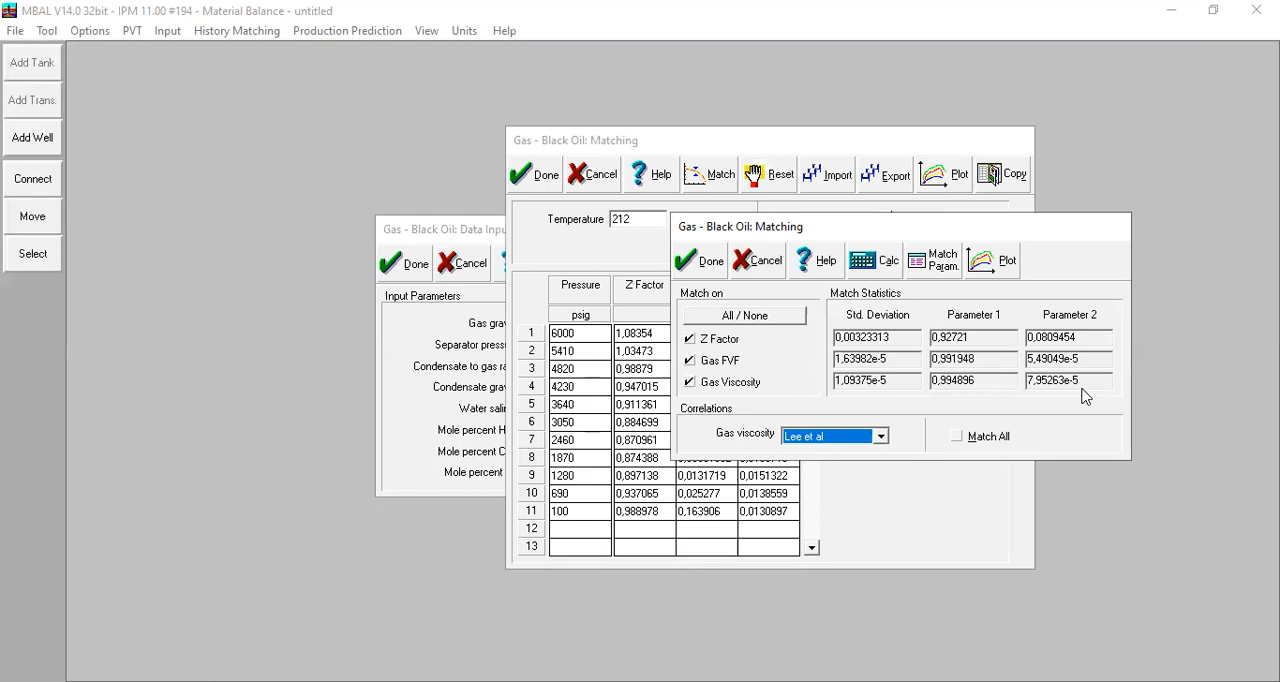 MBAL V14.0 32bit - IPM 11.00 #194 - Material Balance - untitled
File Tool Options PVT Input History Matching Production Prediction View Units Help
Add Tank
Add Trans.
Add Well
Connect
Move
Select
Gas - Black Oil: Data Inpu
Done Cancel
Input Parameters
Gas grav
Separator pressu
Condensate to gas ra
Condensate grav
Water salin
Mole percent H
Mole percent C
Mole percent
Gas - Black Oil: Matching
Done Cancel Help Match Reset Import Export Plot Copy
Temperature 212
Pressure Z Factor
psig
1 6000 1,08354
2 5410 1,03473
3 4820 0,98879
4 4230 0,947015
5 3640 0,911361
6 3050 0,884699
7 2460 0,870961
8 1870 0,874388
9 1280 0,897138 0,0131719 0,0151322
10 690 0,937065 0,025277 0,0138559
11 100 0,988978 0,163906 0,0130897
12
13
Gas - Black Oil: Matching
Done Cancel Help Calc Match Param. Plot
Match on
All / None
Z Factor
Gas FVF
Gas Viscosity
Match Statistics
Std. Deviation Parameter 1 Parameter 2
0,00323313 0,92721 0,0809454
1,63982e-5 0,991948 5,49049e-5
1,09375e-5 0,994896 7,95263e-5
Correlations
Gas viscosity Lee et al
Match All